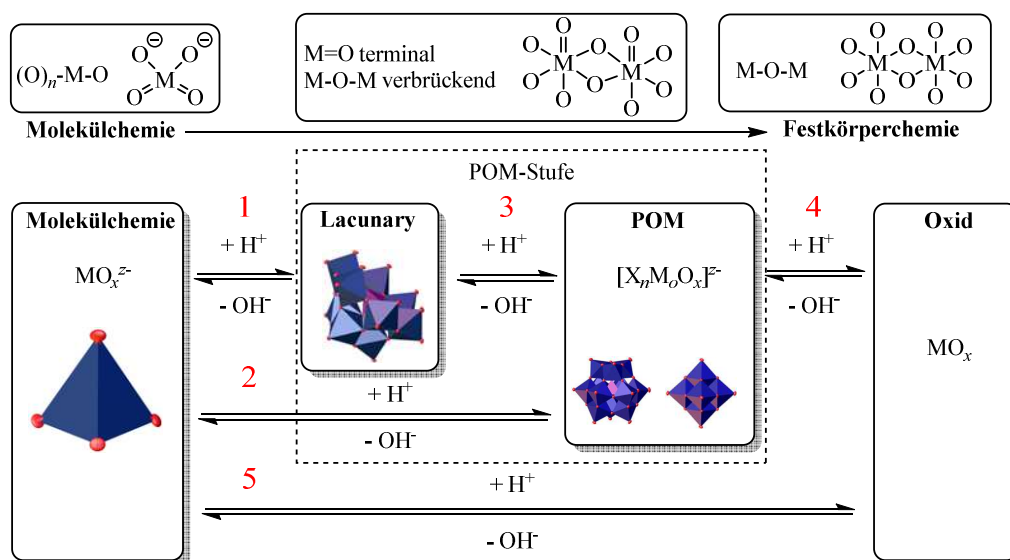 (O)n-M-O
O⊖
O⊖
M
O
O
M=O terminal
M-O-M verbrückend
O
O
O
O
O
M
M
O
O
O
O
O
M-O-M
O
O
O
O
O
M
M
O
O
O
O
O
Molekülchemie
Festkörperchemie
POM-Stufe
Molekülchemie
MOx^z-
1
+ H+
- OH-
Lacunary
3
+ H+
- OH-
POM
[XnMoOx]^z-
4
+ H+
- OH-
Oxid
MOx
2
+ H+
- OH-
5
+ H+
- OH-